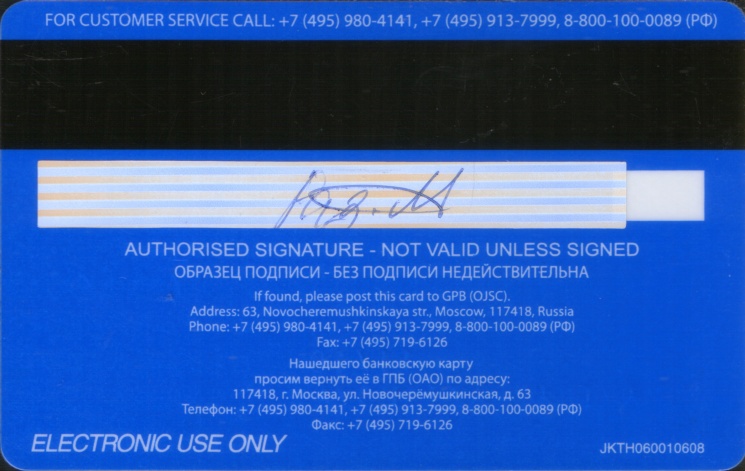 FOR CUSTOMER SERVICE CALL: +7 (495) 980-4141, +7 (495) 913-7999, 8-800-100-0089 (РФ)
AUTHORISED SIGNATURE - NOT VALID UNLESS SIGNED
ОБРАЗЕЦ ПОДПИСИ - БЕЗ ПОДПИСИ НЕДЕЙСТВИТЕЛЬНА
If found, please post this card to GPB (OJSC).
Address: 63, Novocheremushkinskaya str., Moscow, 117418, Russia
Phone: +7 (495) 980-4141, +7 (495) 913-7999, 8-800-100-0089 (РФ)
Fax: +7 (495) 719-6126
Нашедшего банковскую карту
просим вернуть её в ГПБ (ОАО) по адресу:
117418, г. Москва, ул. Новочерёмушкинская, д. 63
Телефон: +7 (495) 980-4141, +7 (495) 913-7999, 8-800-100-0089 (РФ)
Факс: +7 (495) 719-6126
ELECTRONIC USE ONLY
JKTH060010608